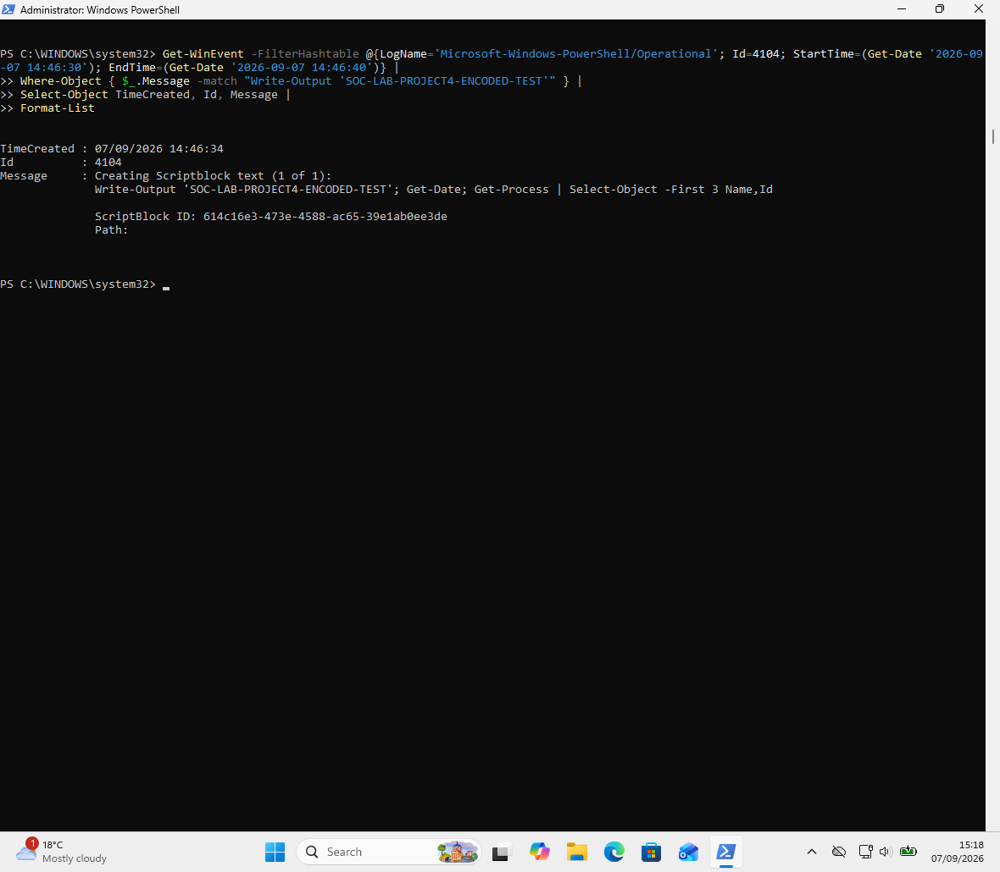 Administrator: Windows PowerShell
PS C:\WINDOWS\system32> Get-WinEvent -FilterHashtable @{LogName='Microsoft-Windows-PowerShell/Operational'; Id=4104; StartTime=(Get-Date '2026-09
-07 14:46:30'); EndTime=(Get-Date '2026-09-07 14:46:40')} |
>> Where-Object { $_.Message -match "Write-Output 'SOC-LAB-PROJECT4-ENCODED-TEST'" } |
>> Select-Object TimeCreated, Id, Message |
>> Format-List
TimeCreated : 07/09/2026 14:46:34
Id          : 4104
Message     : Creating Scriptblock text (1 of 1):
              Write-Output 'SOC-LAB-PROJECT4-ENCODED-TEST'; Get-Date; Get-Process | Select-Object -First 3 Name,Id
              ScriptBlock ID: 614c16e3-473e-4588-ac65-39e1ab0ee3de
              Path:
PS C:\WINDOWS\system32>
1
18°C
Mostly cloudy
Search
15:18
07/09/2026